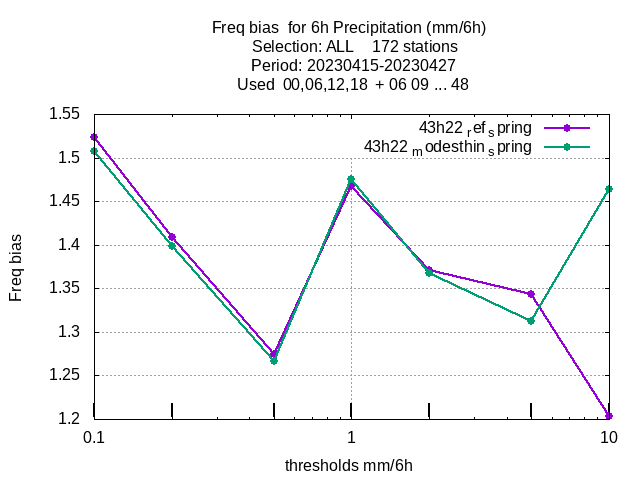 Freq bias  for 6h Precipitation (mm/6h)
Selection: ALL    172 stations
Period: 20230415-20230427
Used  00,06,12,18  + 06 09 ... 48
1.55
43h22 ref spring
1.5
43h22 modesthin spring
1.45
1.4
Freq bias
1.35
1.3
1.25
1.2
0.1 1 10
thresholds mm/6h